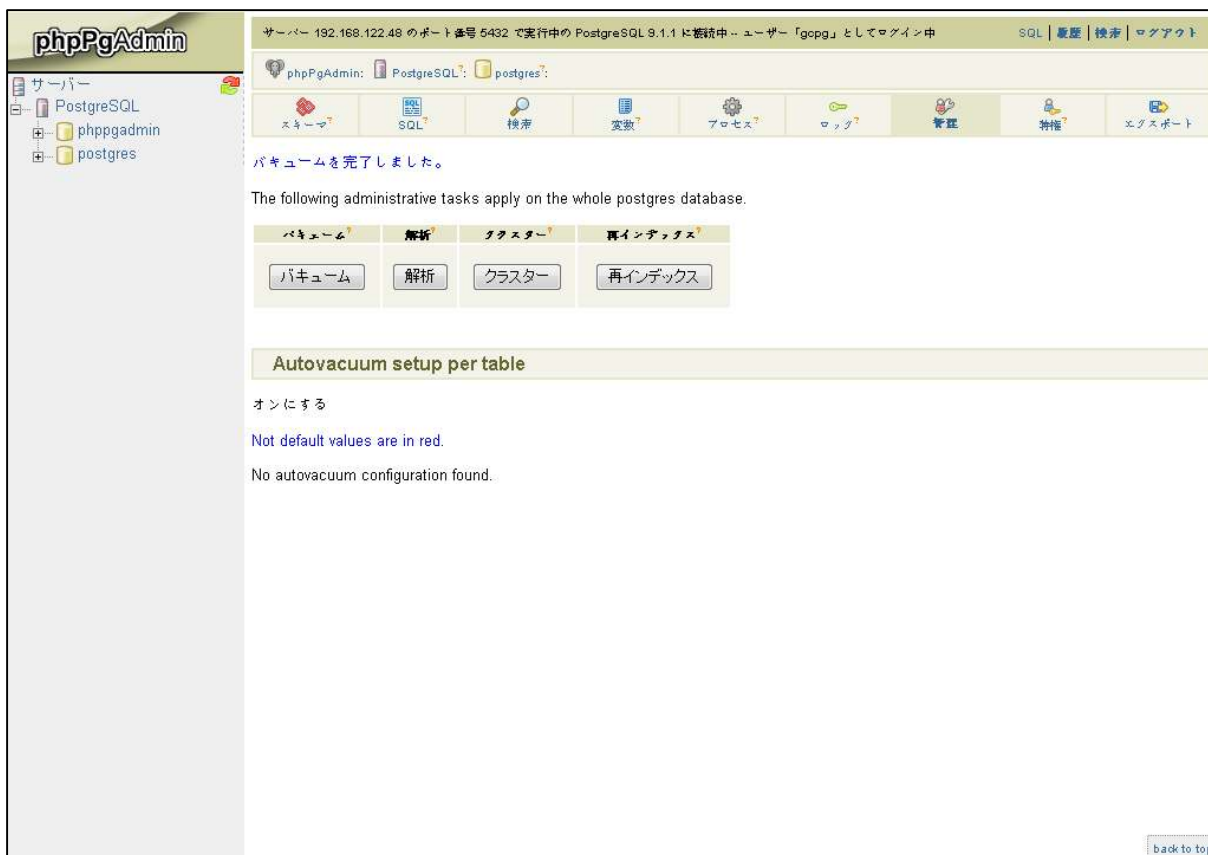 phpPgAdmin
サーバー 192.168.122.48 のポート番号 5432 で実行中の PostgreSQL 9.1.1 に接続中 -- ユーザー「gopg」としてログイン中
SQL | 履歴 | 検索 | ログアウト
サーバー
PostgreSQL
phppgadmin
postgres
phpPgAdmin: PostgreSQL?: postgres?:
スキーマ? SQL? 検索 変数? プロセス? ロック? 管理 特権? エクスポート
バキュームを完了しました。
The following administrative tasks apply on the whole postgres database.
バキューム? 解析? クラスター? 再インデックス?
バキューム 解析 クラスター 再インデックス
Autovacuum setup per table
オンにする
Not default values are in red.
No autovacuum configuration found.
back to top